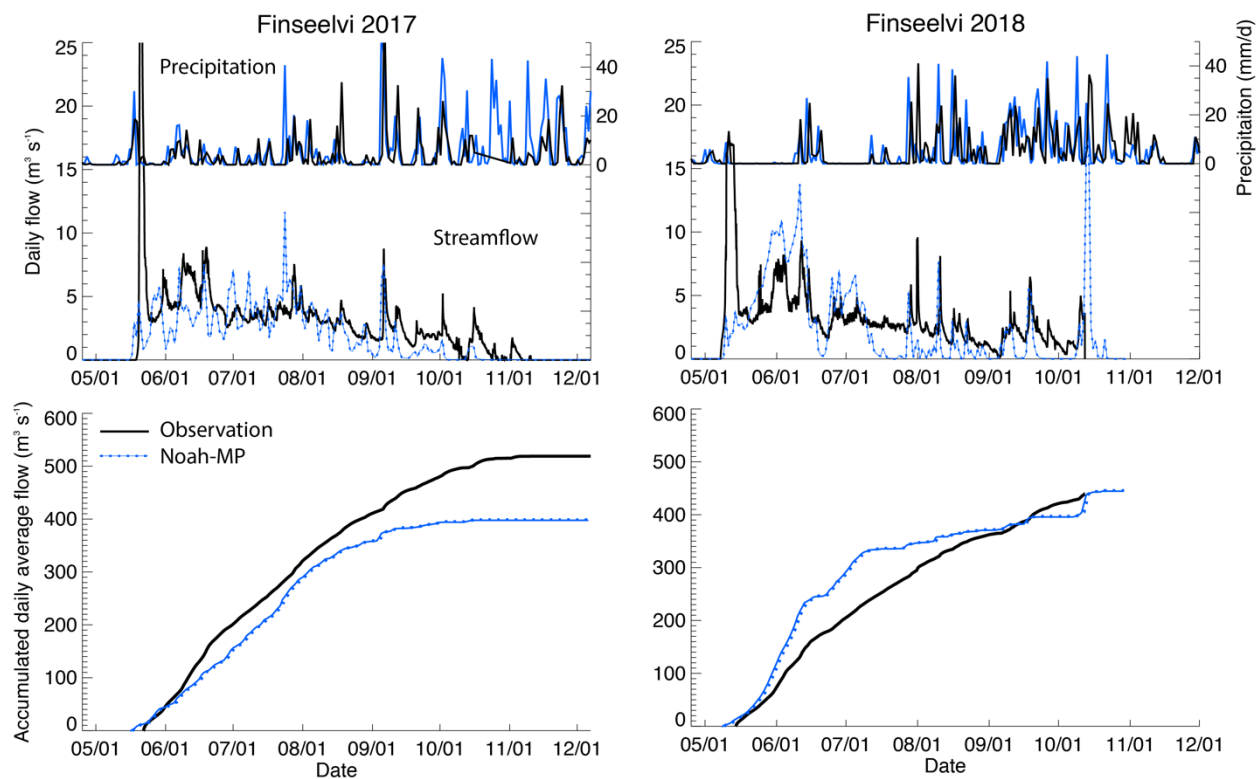 Finseelvi 2017
Finseelvi 2018
25
20
15
10
5
0
Daily flow (m³ s⁻¹)
Precipitation
Streamflow
40
20
0
05/01 06/01 07/01 08/01 09/01 10/01 11/01 12/01
25
20
15
10
5
0
40
20
0
Precipitaiton (mm/d)
05/01 06/01 07/01 08/01 09/01 10/01 11/01 12/01
600
500
400
300
200
100
0
Accumulated daily average flow (m³ s⁻¹)
Observation
Noah-MP
05/01 06/01 07/01 08/01 09/01 10/01 11/01 12/01
Date
600
500
400
300
200
100
0
05/01 06/01 07/01 08/01 09/01 10/01 11/01 12/01
Date